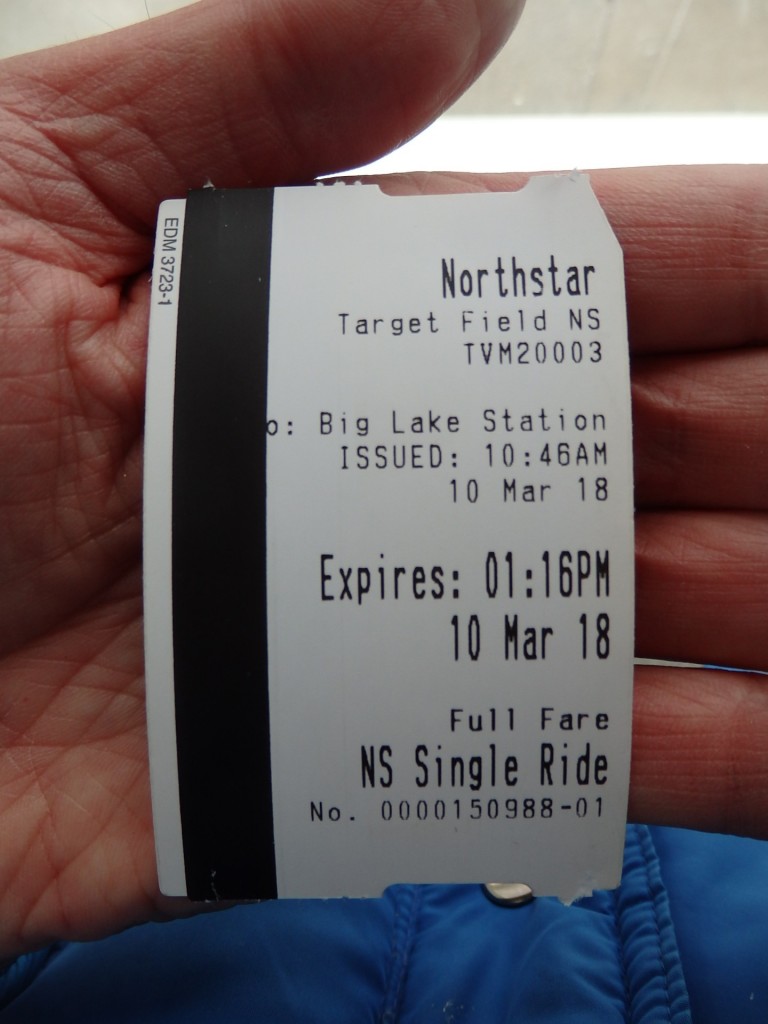 EDM 3723-1
Northstar
Target Field NS
TVM20003
o: Big Lake Station
ISSUED: 10:46AM
10 Mar 18
Expires: 01:16PM
10 Mar 18
Full Fare
NS Single Ride
No. 0000150988-01